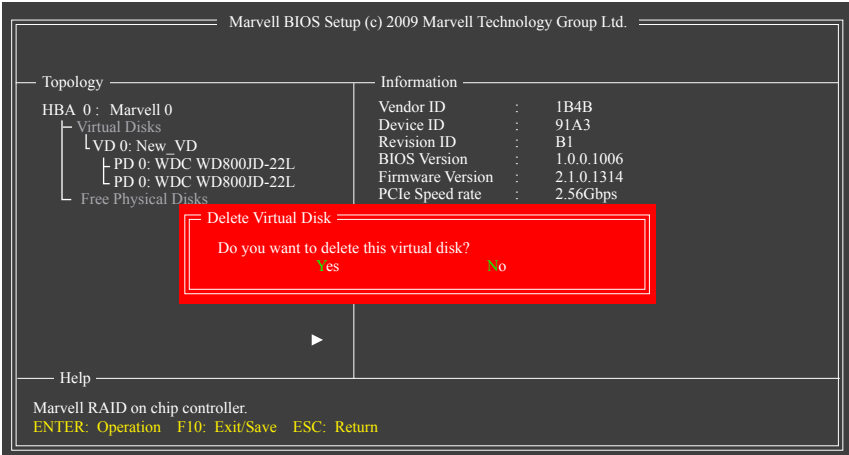 Marvell BIOS Setup (c) 2009 Marvell Technology Group Ltd.
Topology
HBA 0 : Marvell 0
Virtual Disks
VD 0: New_VD
PD 0: WDC WD800JD-22L
PD 0: WDC WD800JD-22L
Free Physical Disks
Information
Vendor ID : 1B4B
Device ID : 91A3
Revision ID : B1
BIOS Version : 1.0.0.1006
Firmware Version : 2.1.0.1314
PCIe Speed rate : 2.56Gbps
Delete Virtual Disk
Do you want to delete this virtual disk?
Yes No
Help
Marvell RAID on chip controller.
ENTER: Operation F10: Exit/Save ESC: Return